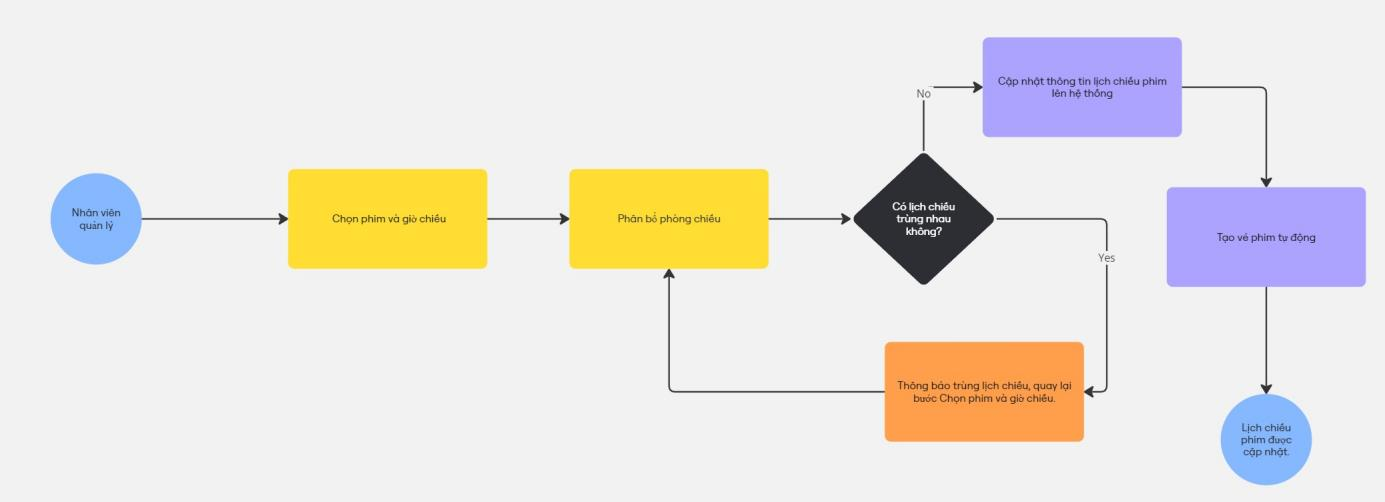 Nhân viên
quản lý
Chọn phim và giờ chiếu
Phân bổ phòng chiếu
Có lịch chiếu
trùng nhau
không?
No
Cập nhật thông tin lịch chiếu phim
lên hệ thống
Yes
Tạo vé phim tự động
Thông báo trùng lịch chiếu, quay lại
bước Chọn phim và giờ chiếu.
Lịch chiếu
phim được
cập nhật.